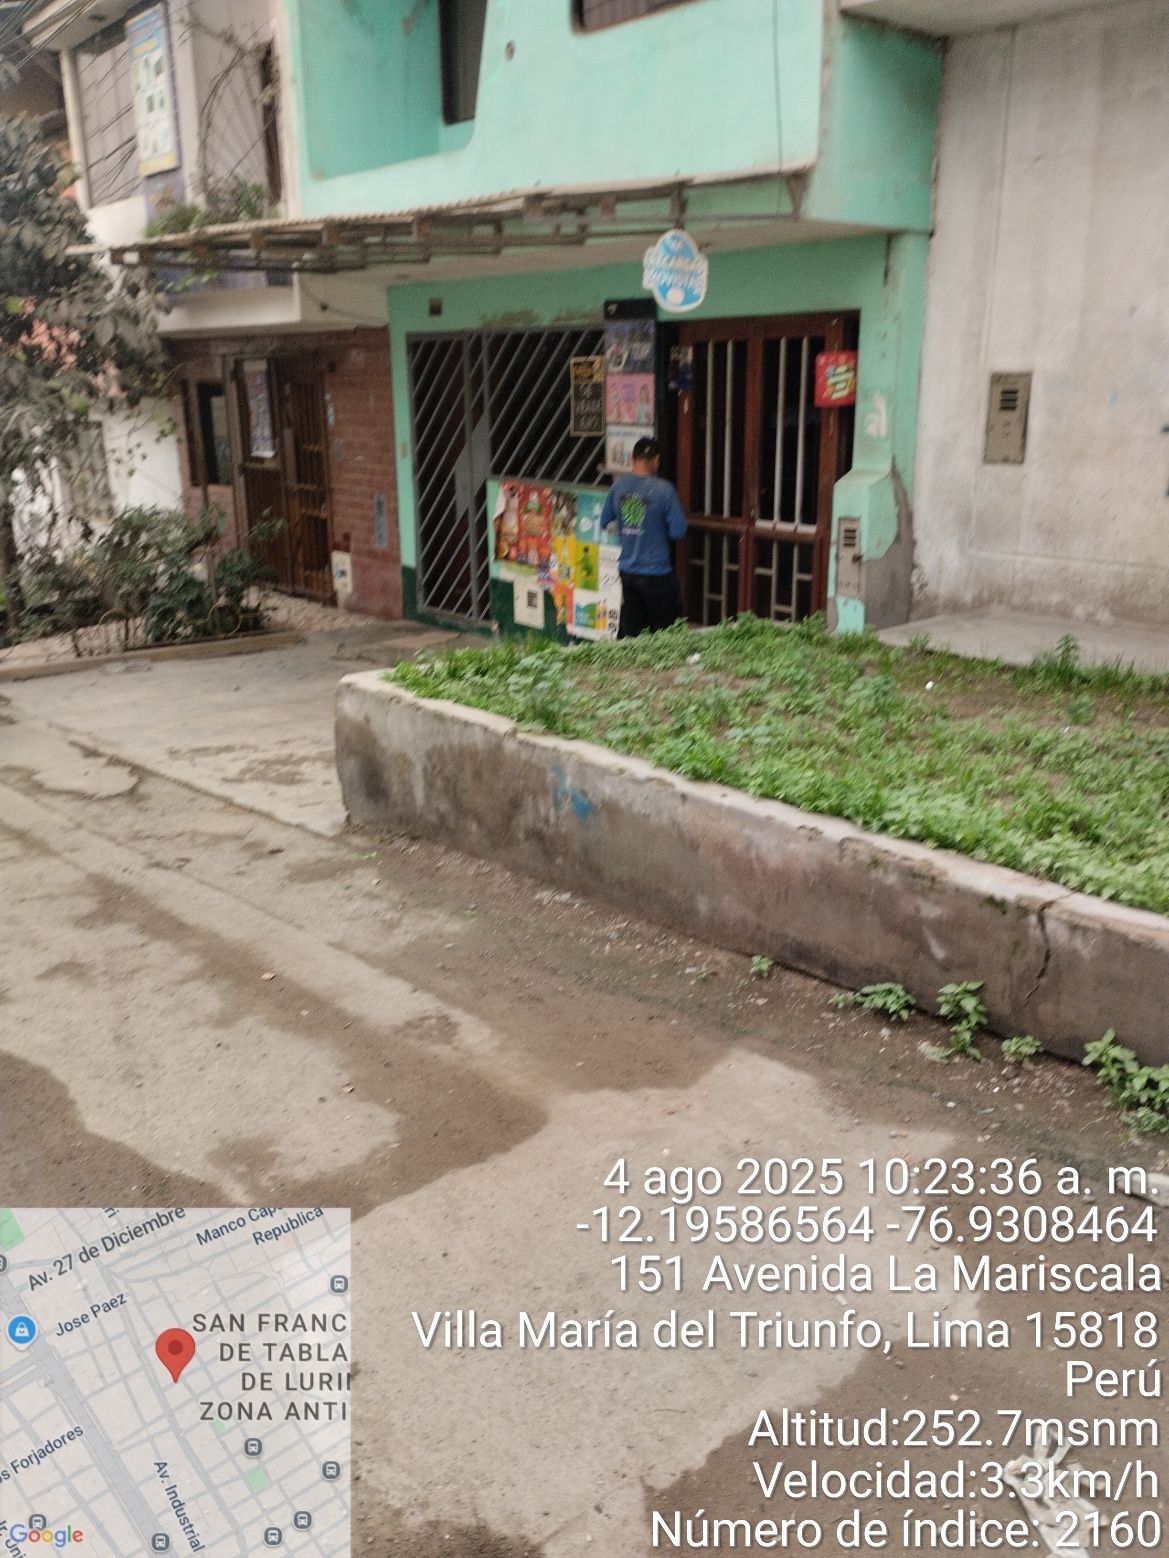 4 ago 2025 10:23:36 a. m.
-12.19586564 -76.9308464
151 Avenida La Mariscala
Villa María del Triunfo, Lima 15818
Perú
Altitud:252.7msnm
Velocidad:3.3km/h
Número de índice: 2160
Av. 27 de Diciembre
Manco Cap
Republica
Jose Paez
SAN FRANC
DE TABLA
DE LURI
ZONA ANTI
os Forjadores
Av. Industrial
Google